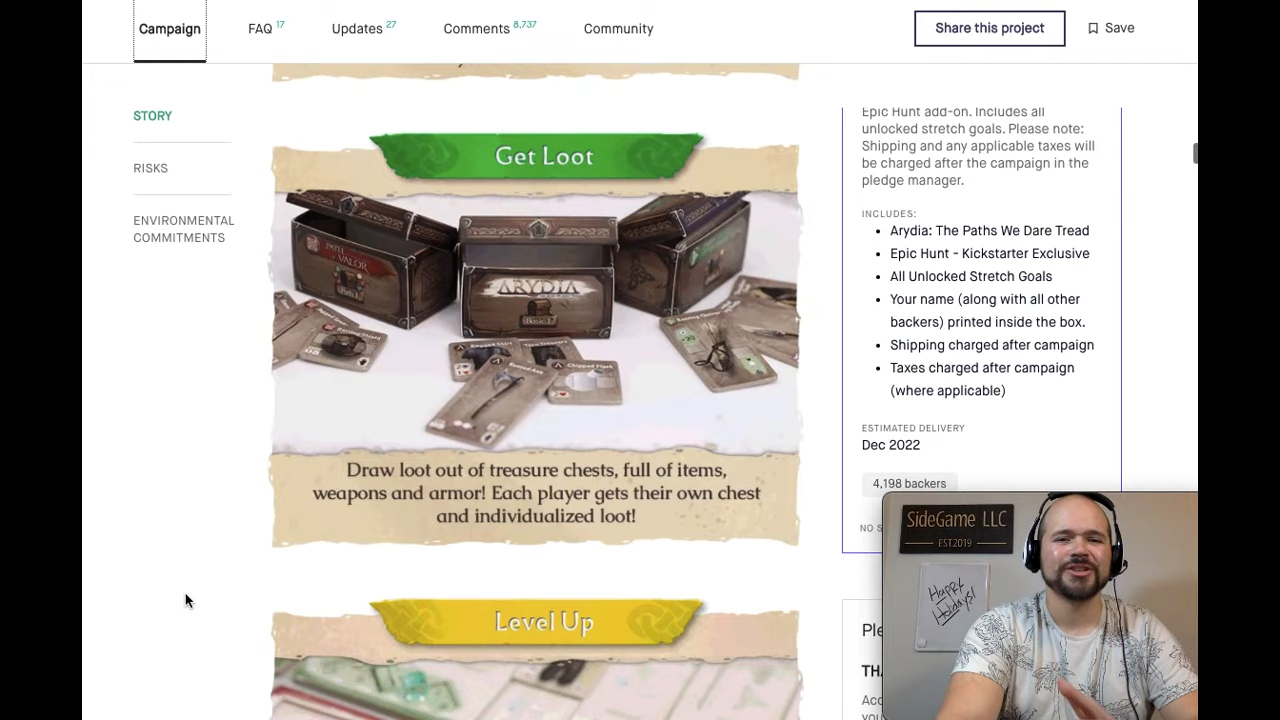 Campaign
FAQ 17
Updates 27
Comments 8,737
Community
Share this project
Save
STORY
RISKS
ENVIRONMENTAL
COMMITMENTS
Get Loot
PATH
VALOR
ARYDIA
Basic 1
Draw loot out of treasure chests, full of items,
weapons and armor! Each player gets their own chest
and individualized loot!
Level Up
Epic Hunt add-on. Includes all
unlocked stretch goals. Please note:
Shipping and any applicable taxes will
be charged after the campaign in the
pledge manager.
INCLUDES:
Arydia: The Paths We Dare Tread
Epic Hunt - Kickstarter Exclusive
All Unlocked Stretch Goals
Your name (along with all other
backers) printed inside the box.
Shipping charged after campaign
Taxes charged after campaign
(where applicable)
ESTIMATED DELIVERY
Dec 2022
4,198 backers
SideGame LLC
EST.2019
Happy
Holidays!